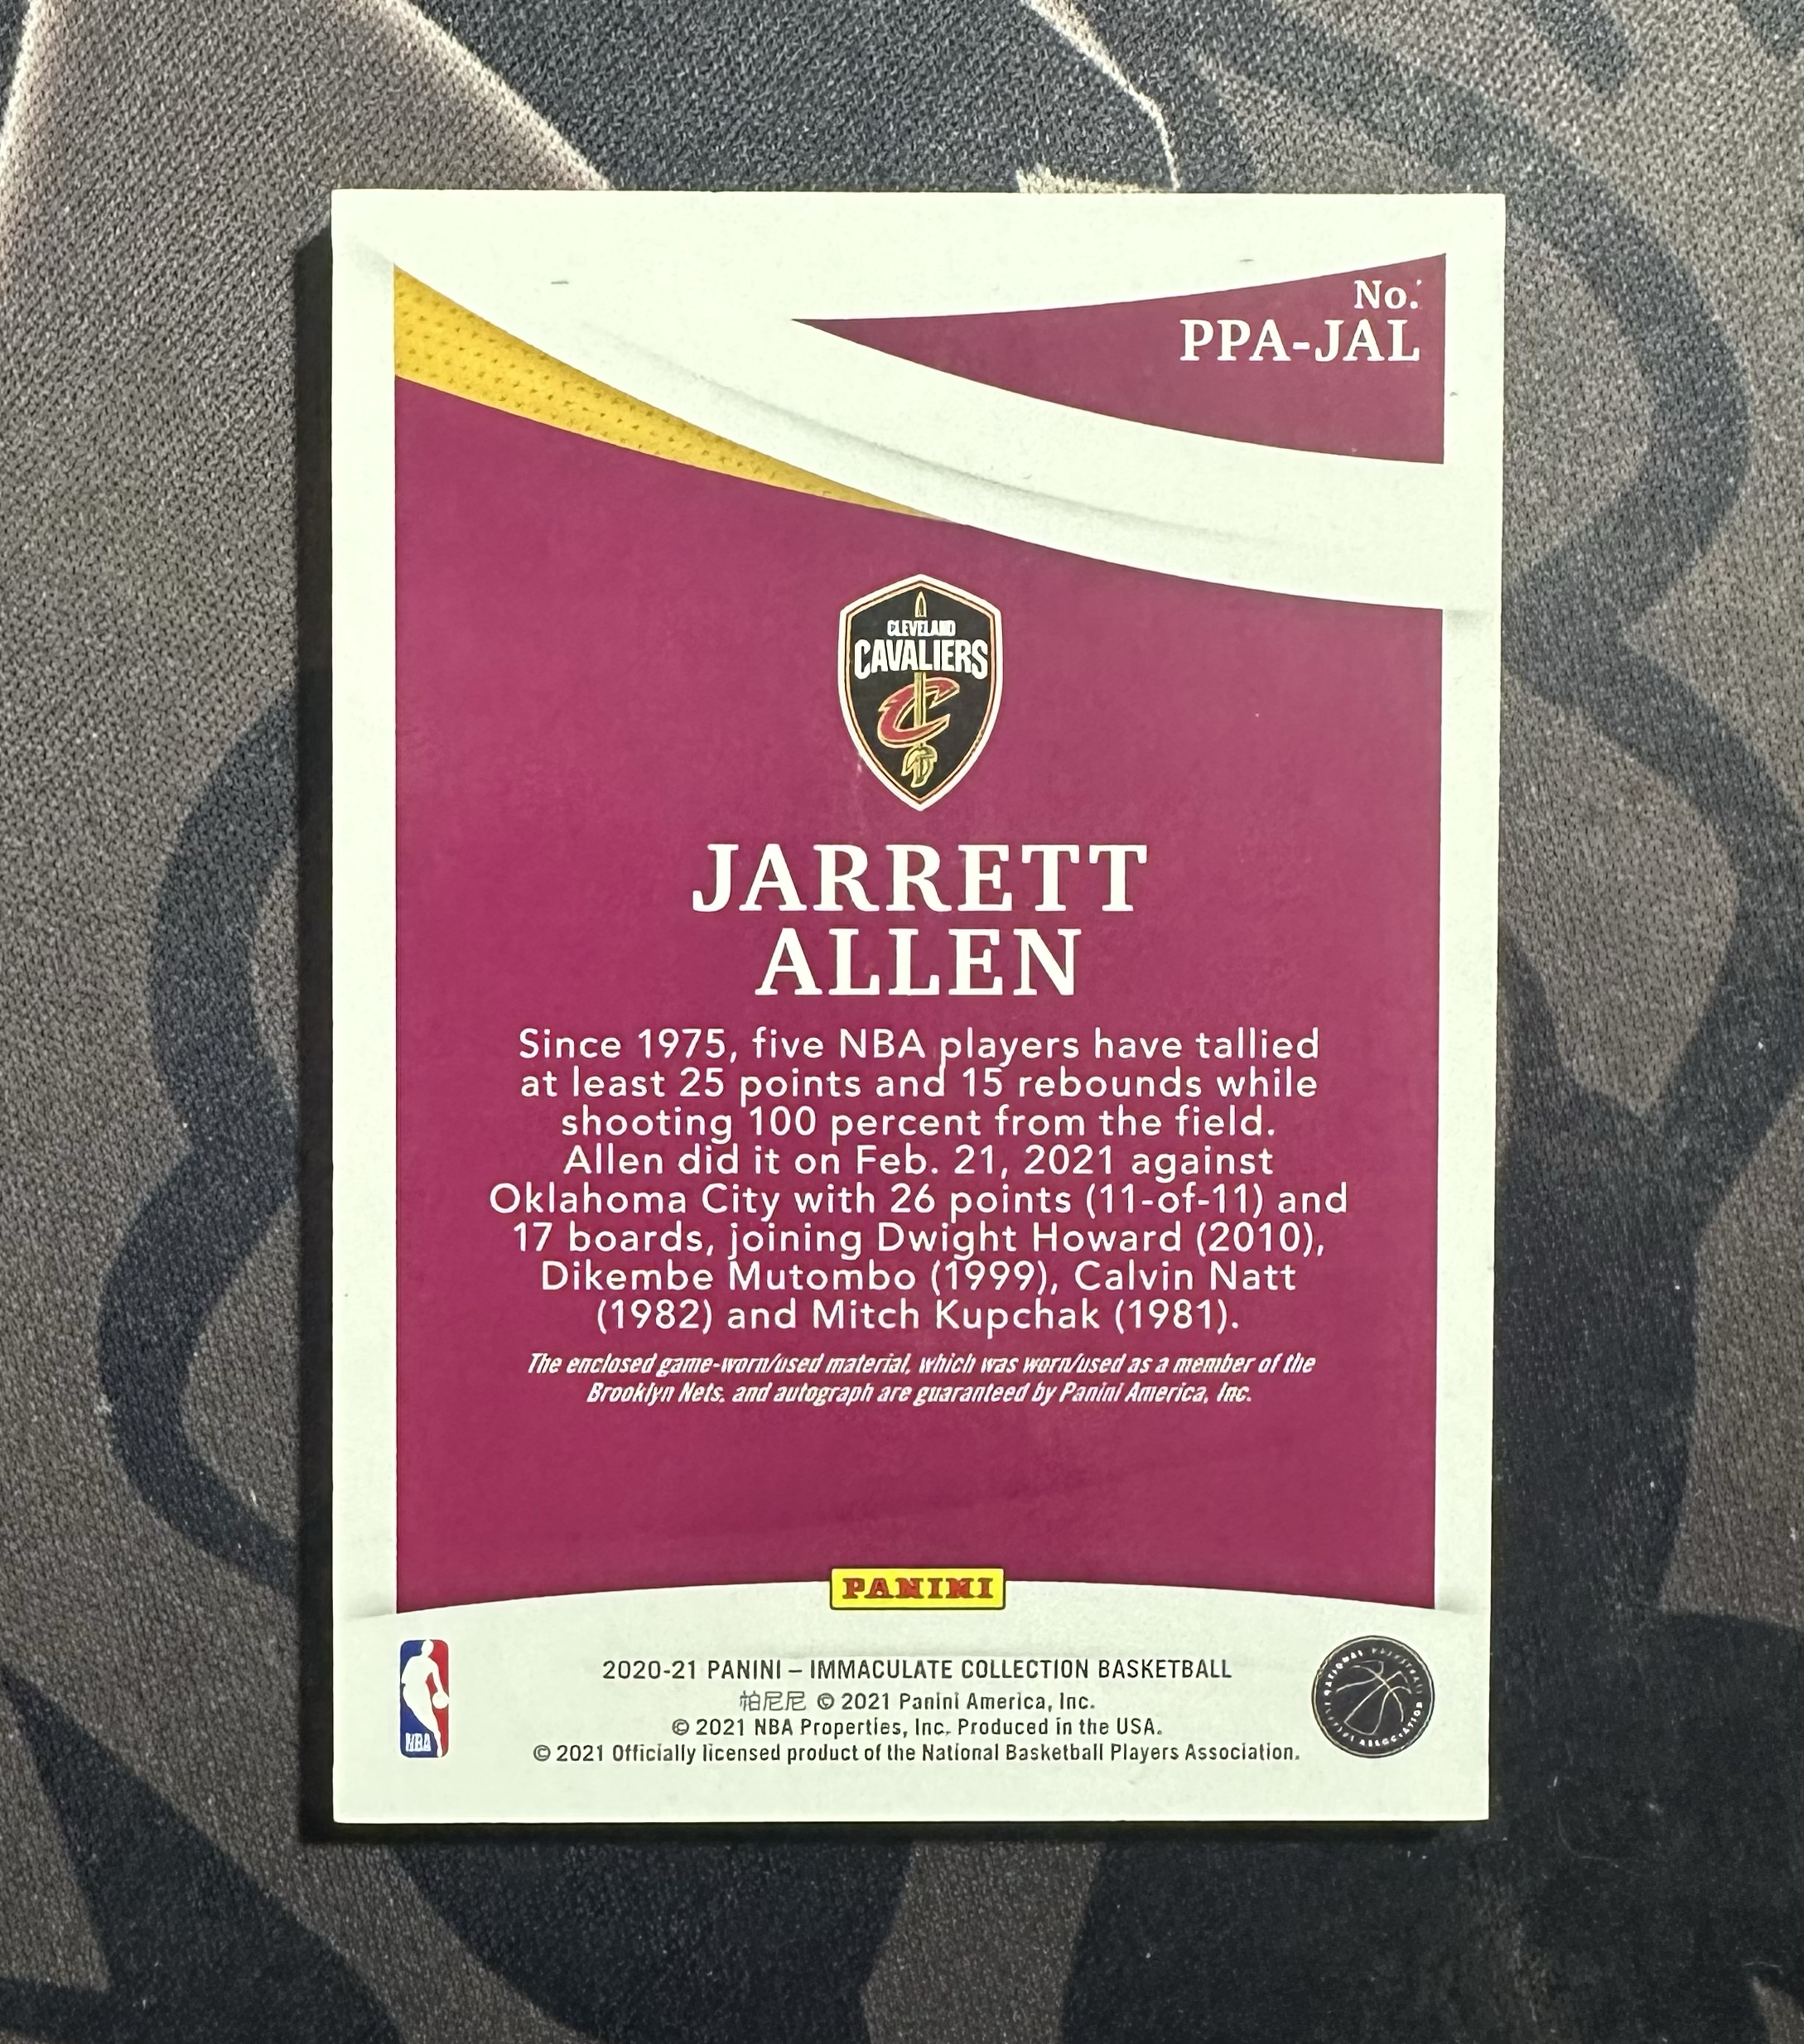 No.
PPA-JAL
CLEVELAND
CAVALIERS
C
JARRETT
ALLEN
Since 1975, five NBA players have tallied
at least 25 points and 15 rebounds while
shooting 100 percent from the field.
Allen did it on Feb. 21, 2021 against
Oklahoma City with 26 points (11-of-11) and
17 boards, joining Dwight Howard (2010),
Dikembe Mutombo (1999), Calvin Natt
(1982) and Mitch Kupchak (1981).
The enclosed game-worn/used material, which was worn/used as a member of the
Brooklyn Nets, and autograph are guaranteed by Panini America, Inc.
PANINI
2020-21 PANINI – IMMACULATE COLLECTION BASKETBALL
帕尼尼 © 2021 Panini America, Inc.
© 2021 NBA Properties, Inc. Produced in the USA.
© 2021 Officially licensed product of the National Basketball Players Association.
NBA
NATIONAL BASKETBALL
ASSOCIATION